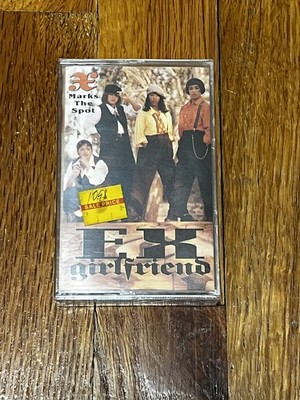 X
Marks
The
Spot
SALE PRICE
EX
girlfriend